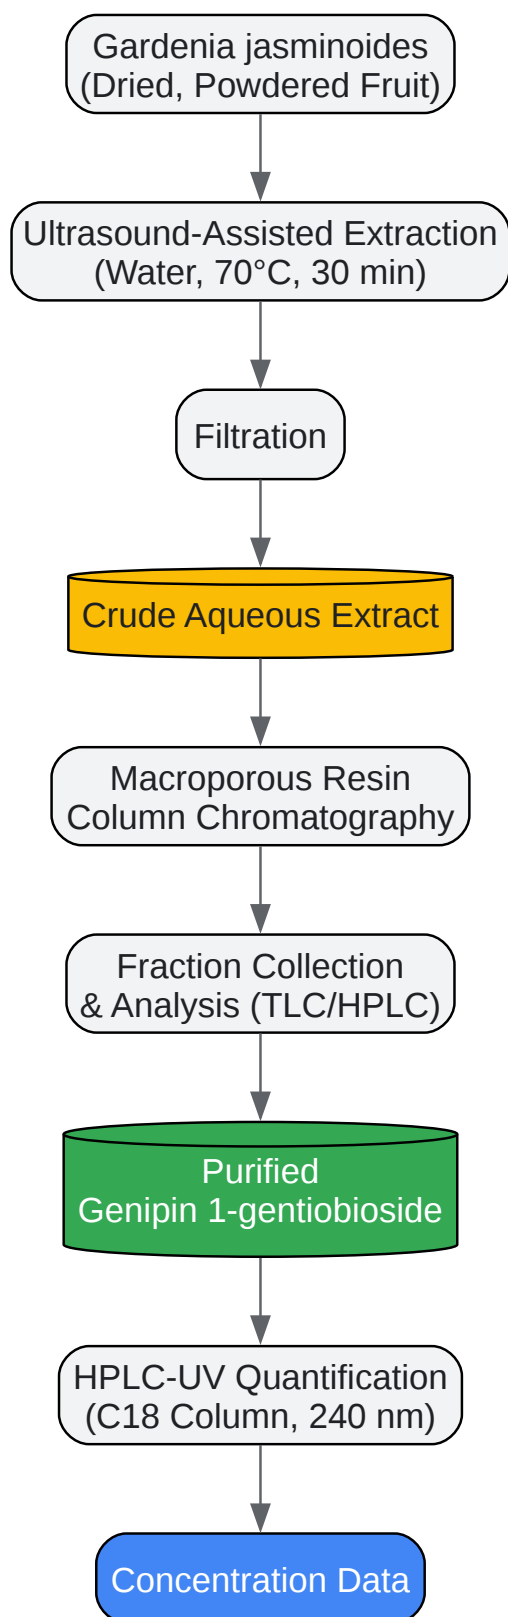 Gardenia jasminoides
(Dried, Powdered Fruit)
Ultrasound-Assisted Extraction
(Water, 70°C, 30 min)
Filtration
Crude Aqueous Extract
Macroporous Resin
Column Chromatography
Fraction Collection
& Analysis (TLC/HPLC)
Purified
Genipin 1-gentiobioside
HPLC-UV Quantification
(C18 Column, 240 nm)
Concentration Data